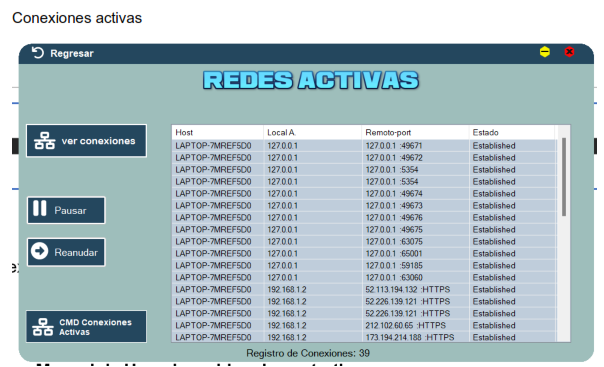 Conexiones activas
Regresar
REDES ACTIVAS
ver conexiones
Pausar
Reanudar
CMD Conexiones
Activas
Host Local A. Remoto-port Estado
LAPTOP-7MREF5D0 127.0.0.1 127.0.0.1 :49671 Established
LAPTOP-7MREF5D0 127.0.0.1 127.0.0.1 :49672 Established
LAPTOP-7MREF5D0 127.0.0.1 127.0.0.1 :5354 Established
LAPTOP-7MREF5D0 127.0.0.1 127.0.0.1 :5354 Established
LAPTOP-7MREF5D0 127.0.0.1 127.0.0.1 :49674 Established
LAPTOP-7MREF5D0 127.0.0.1 127.0.0.1 :49673 Established
LAPTOP-7MREF5D0 127.0.0.1 127.0.0.1 :49676 Established
LAPTOP-7MREF5D0 127.0.0.1 127.0.0.1 :49675 Established
LAPTOP-7MREF5D0 127.0.0.1 127.0.0.1 :63075 Established
LAPTOP-7MREF5D0 127.0.0.1 127.0.0.1 :65001 Established
LAPTOP-7MREF5D0 127.0.0.1 127.0.0.1 :59185 Established
LAPTOP-7MREF5D0 127.0.0.1 127.0.0.1 :63060 Established
LAPTOP-7MREF5D0 192.168.1.2 52.113.194.132 :HTTPS Established
LAPTOP-7MREF5D0 192.168.1.2 52.226.139.121 :HTTPS Established
LAPTOP-7MREF5D0 192.168.1.2 52.226.139.121 :HTTPS Established
LAPTOP-7MREF5D0 192.168.1.2 212.102.60.65 :HTTPS Established
LAPTOP-7MREF5D0 192.168.1.2 173.194.214.188 :HTTPS Established
Registro de Conexiones: 39